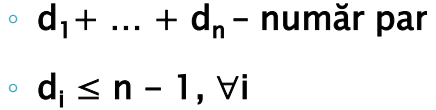 ◦ d₁+ … + dₙ – număr par
◦ dᵢ ≤ n – 1, ∀i